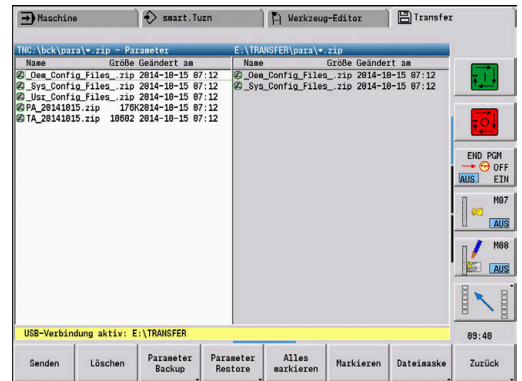 Maschine
smart.Turn
Werkzeug-Editor
Transfer
TNC:\bck\para\*.zip - Parameter
Name Größe Geändert am
_Oem_Config_Files_.zip 2014-10-15 07:12
_Sys_Config_Files_.zip 2014-10-15 07:12
_Usr_Config_Files_.zip 2014-10-15 07:12
PA_20141015.zip 175K2014-10-15 07:12
TA_20141015.zip 10602 2014-10-15 07:12
E:\TRANSFER\para\*.zip
Name Größe Geändert am
_Oem_Config_Files_.zip 2014-10-15 07:12
_Sys_Config_Files_.zip 2014-10-15 07:12
END PGM
OFF
AUS EIN
M07
AUS
M08
AUS
USB-Verbindung aktiv: E:\TRANSFER
09:40
Senden
Löschen
Parameter
Backup
Parameter
Restore
Alles
markieren
Markieren
Dateimaske
Zurück